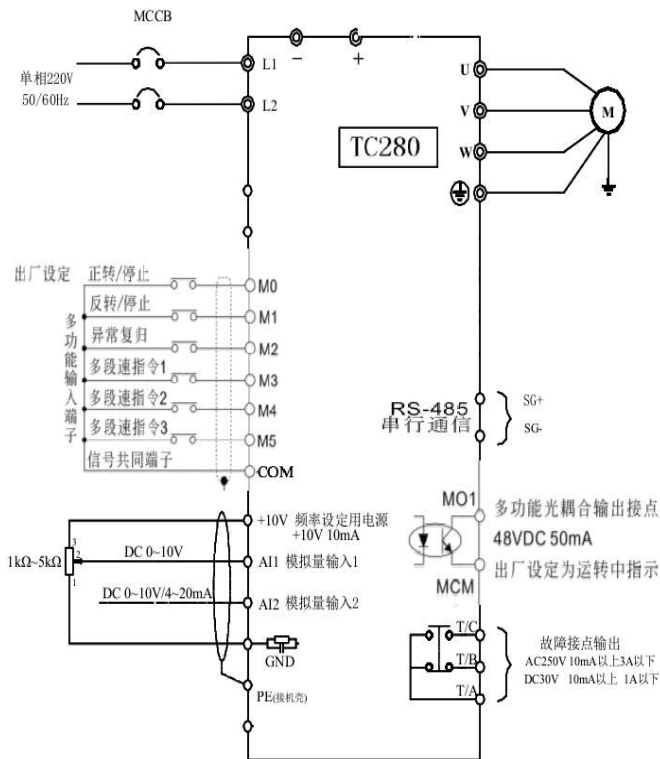 MCCB
单相220V
50/60Hz
L1
L2
−
+
TC280
U
V
W
M
出厂设定
多功能输入端子
正转/停止
M0
反转/停止
M1
异常复归
M2
多段速指令1
M3
多段速指令2
M4
多段速指令3
M5
信号共同端子
COM
RS-485
串行通信
SG+
SG-
MO1
多功能光耦合输出接点
48VDC 50mA
出厂设定为运转中指示
MCM
+10V 频率设定用电源
+10V 10mA
1kΩ~5kΩ
3
2
1
DC 0~10V
AI1 模拟量输入1
DC 0~10V/4~20mA
AI2 模拟量输入2
GND
PE(接机壳)
T/C
T/B
T/A
故障接点输出
AC250V 10mA以上3A以下
DC30V 10mA以上 1A以下